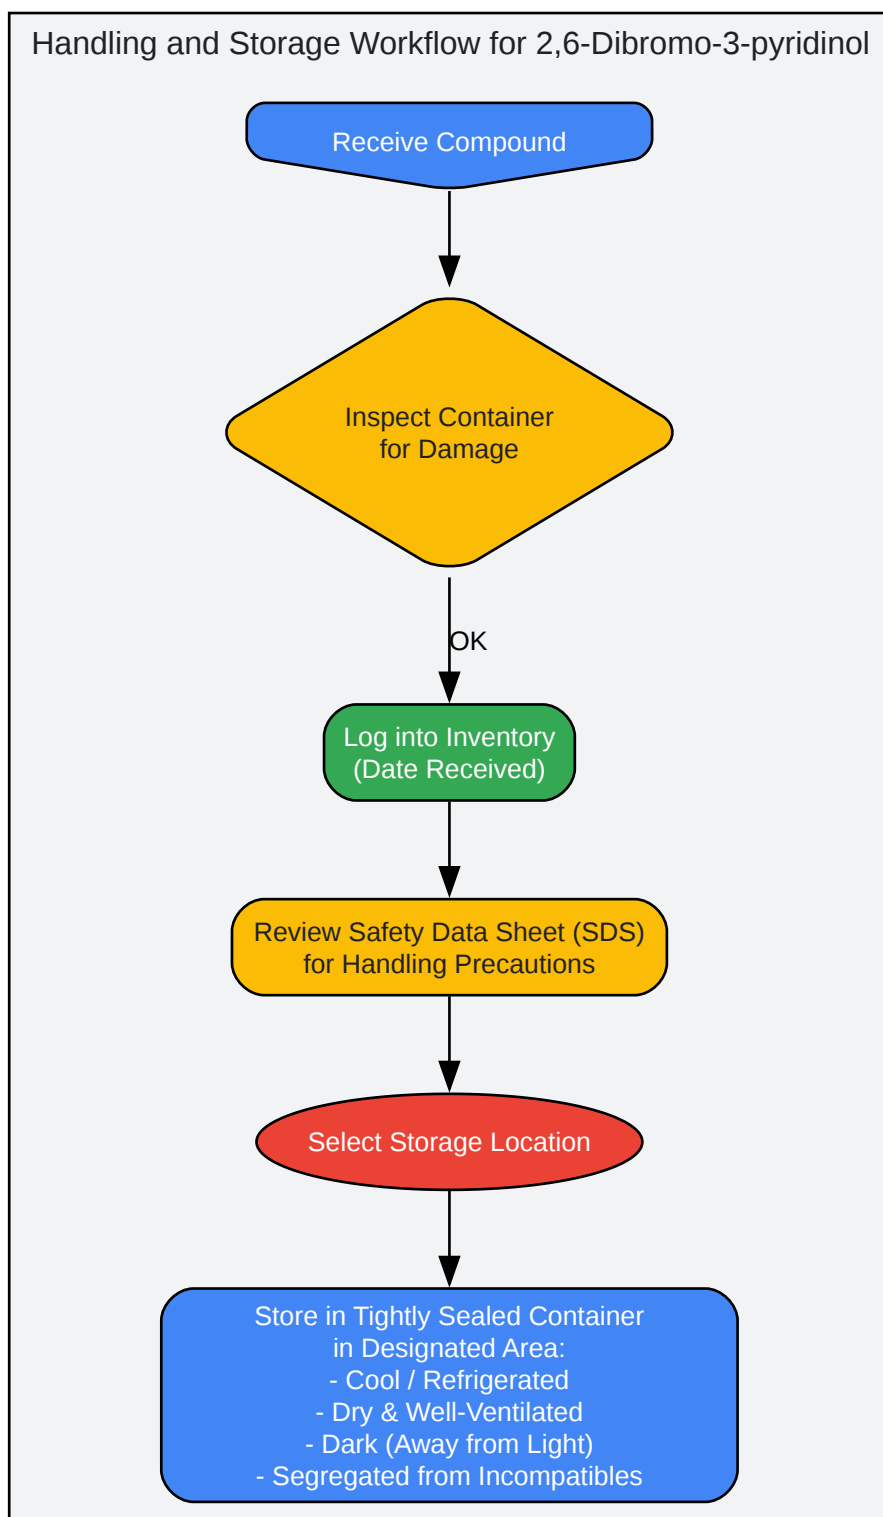 Handling and Storage Workflow for 2,6-Dibromo-3-pyridinol
Receive Compound
Inspect Container
for Damage
OK
Log into Inventory
(Date Received)
Review Safety Data Sheet (SDS)
for Handling Precautions
Select Storage Location
Store in Tightly Sealed Container
in Designated Area:
- Cool / Refrigerated
- Dry & Well-Ventilated
- Dark (Away from Light)
- Segregated from Incompatibles